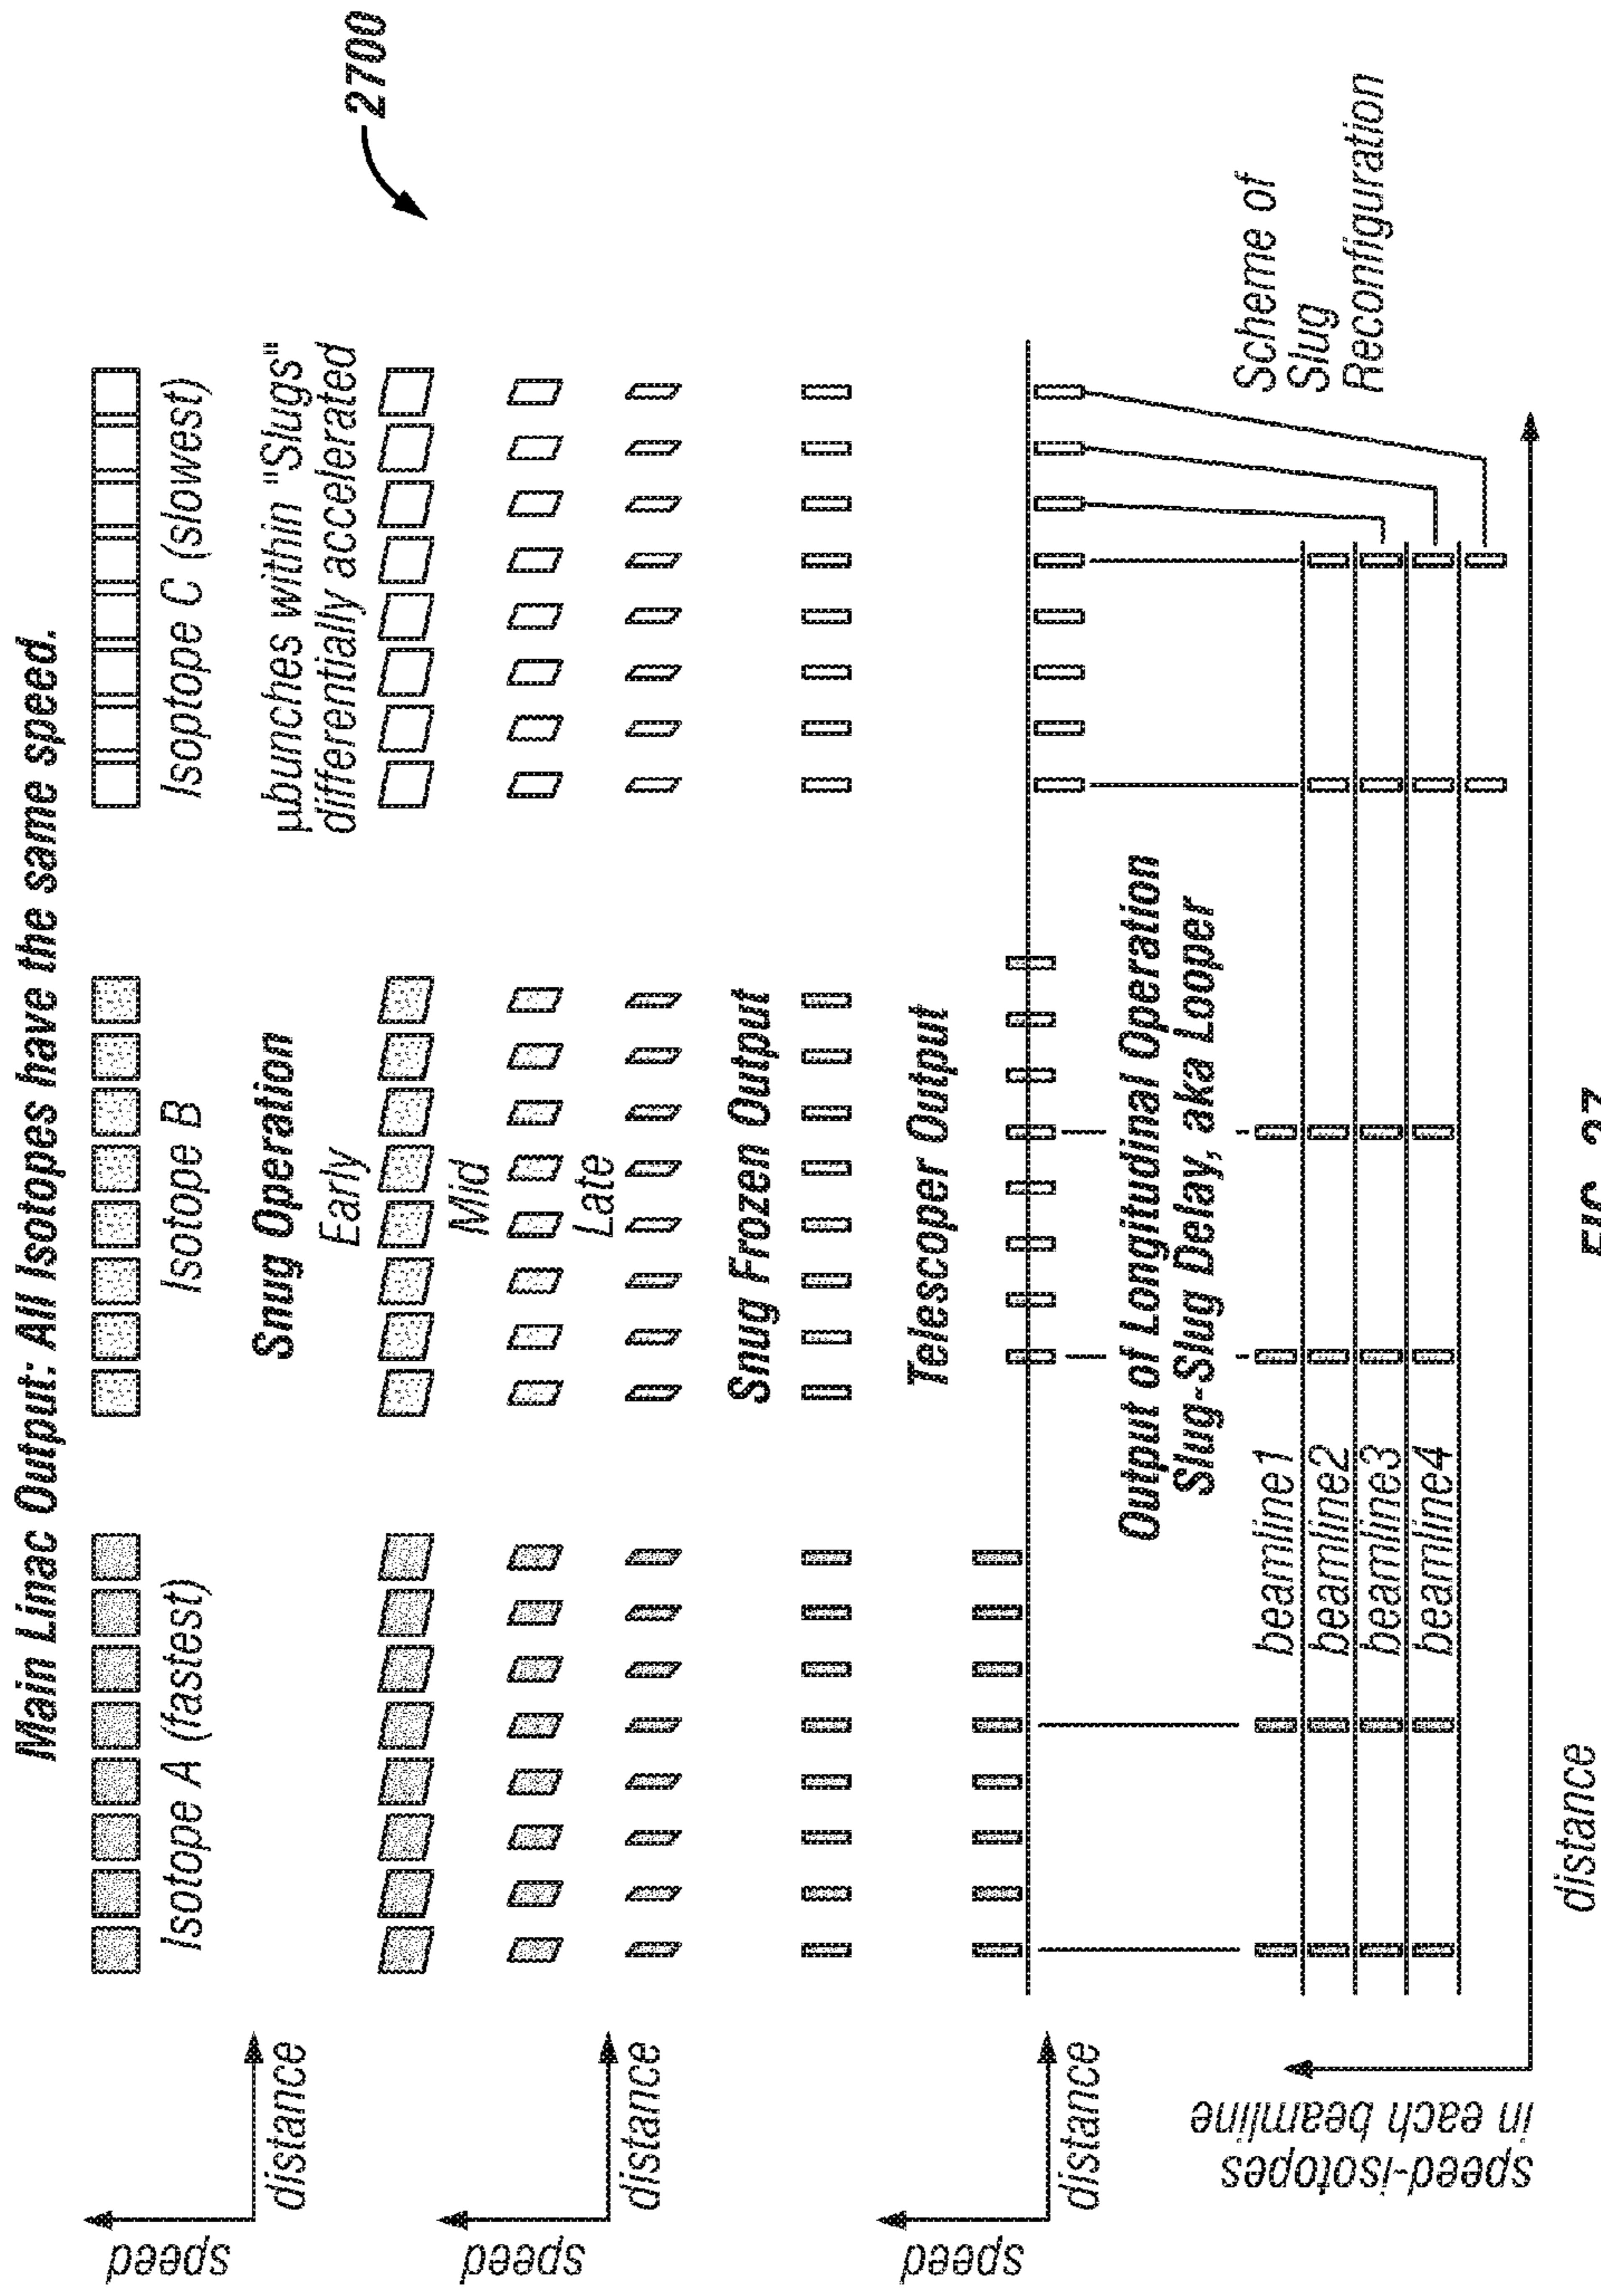 Main Linac Output: All Isotopes have the same speed.
speed
distance
Isotope A (fastest)
Isotope B
Isoptope C (slowest)
2700
Snug Operation
µbunches within "Slugs"
differentially accelerated
Early
Mid
Late
speed
distance
Snug Frozen Output
Telescoper Output
speed
distance
Output of Longitudinal Operation
Slug-Slug Delay, aka Looper
Scheme of
Slug
Reconfiguration
beamline1
beamline2
beamline3
beamline4
speed-isotopes
in each beamline
distance
FIG. 27